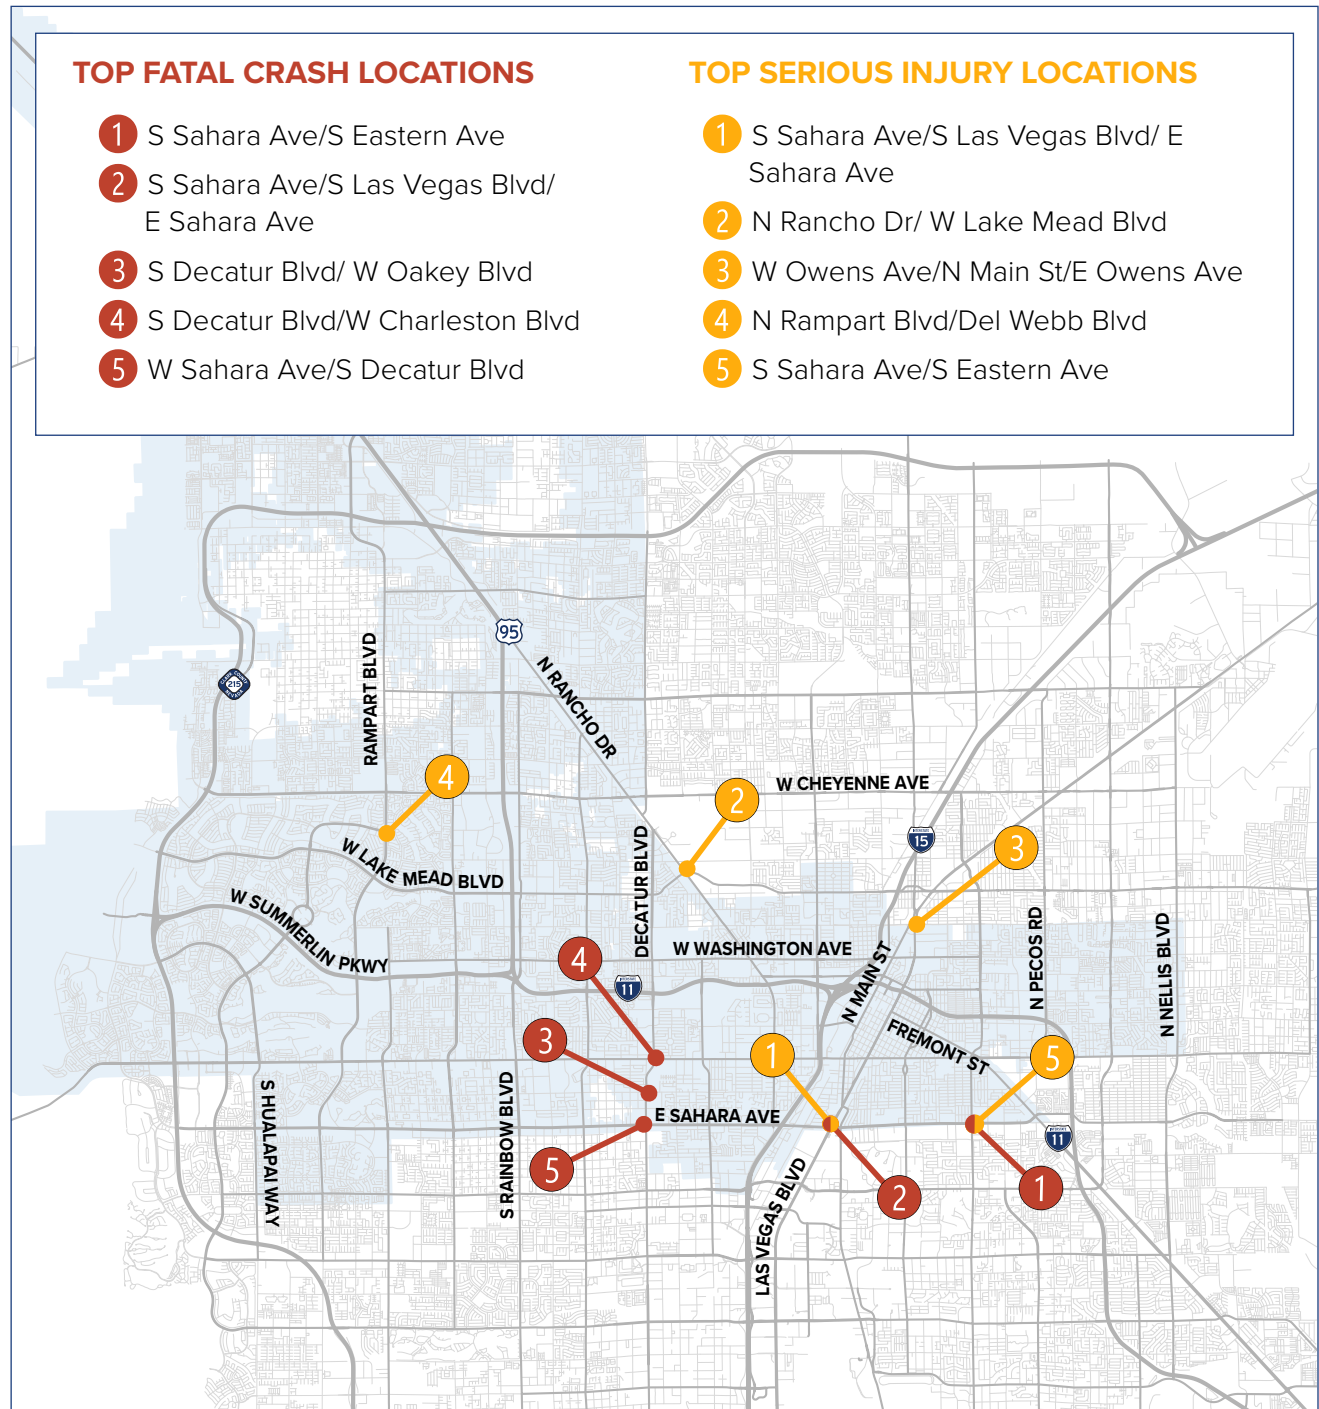 TOP FATAL CRASH LOCATIONS
1 S Sahara Ave/S Eastern Ave
2 S Sahara Ave/S Las Vegas Blvd/
E Sahara Ave
3 S Decatur Blvd/ W Oakey Blvd
4 S Decatur Blvd/W Charleston Blvd
5 W Sahara Ave/S Decatur Blvd
TOP SERIOUS INJURY LOCATIONS
1 S Sahara Ave/S Las Vegas Blvd/ E
Sahara Ave
2 N Rancho Dr/ W Lake Mead Blvd
3 W Owens Ave/N Main St/E Owens Ave
4 N Rampart Blvd/Del Webb Blvd
5 S Sahara Ave/S Eastern Ave
95
N RANCHO DR
RAMPART BLVD
215
4
2
W CHEYENNE AVE
15
3
W LAKE MEAD BLVD
DECATUR BLVD
W SUMMERLIN PKWY
W WASHINGTON AVE
N PECOS RD
N NELLIS BLVD
4
INTERSTATE
11
N MAIN ST
FREMONT ST
3
1
5
S HUALAPAI WAY
S RAINBOW BLVD
E SAHARA AVE
INTERSTATE
11
5
2
1
LAS VEGAS BLVD